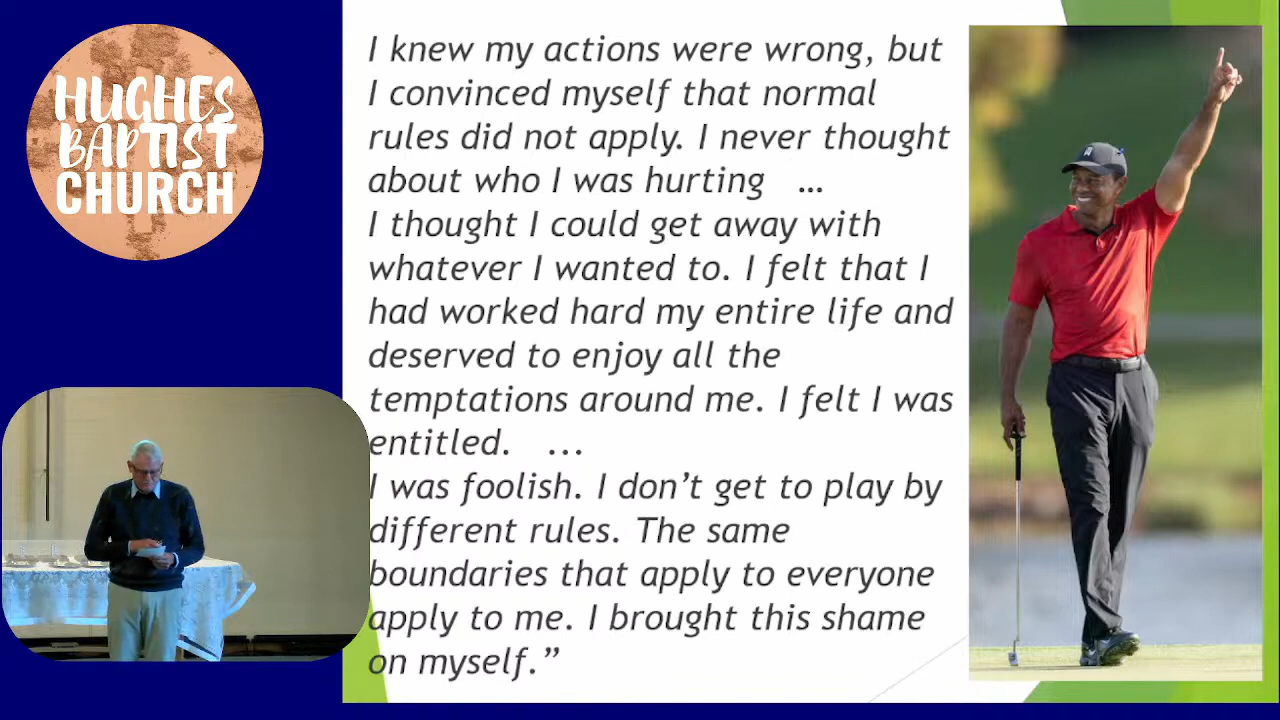 HUGHES
BAPTIST
CHURCH
I knew my actions were wrong, but
I convinced myself that normal
rules did not apply. I never thought
about who I was hurting ...
I thought I could get away with
whatever I wanted to. I felt that I
had worked hard my entire life and
deserved to enjoy all the
temptations around me. I felt I was
entitled. ...
I was foolish. I don’t get to play by
different rules. The same
boundaries that apply to everyone
apply to me. I brought this shame
on myself.”